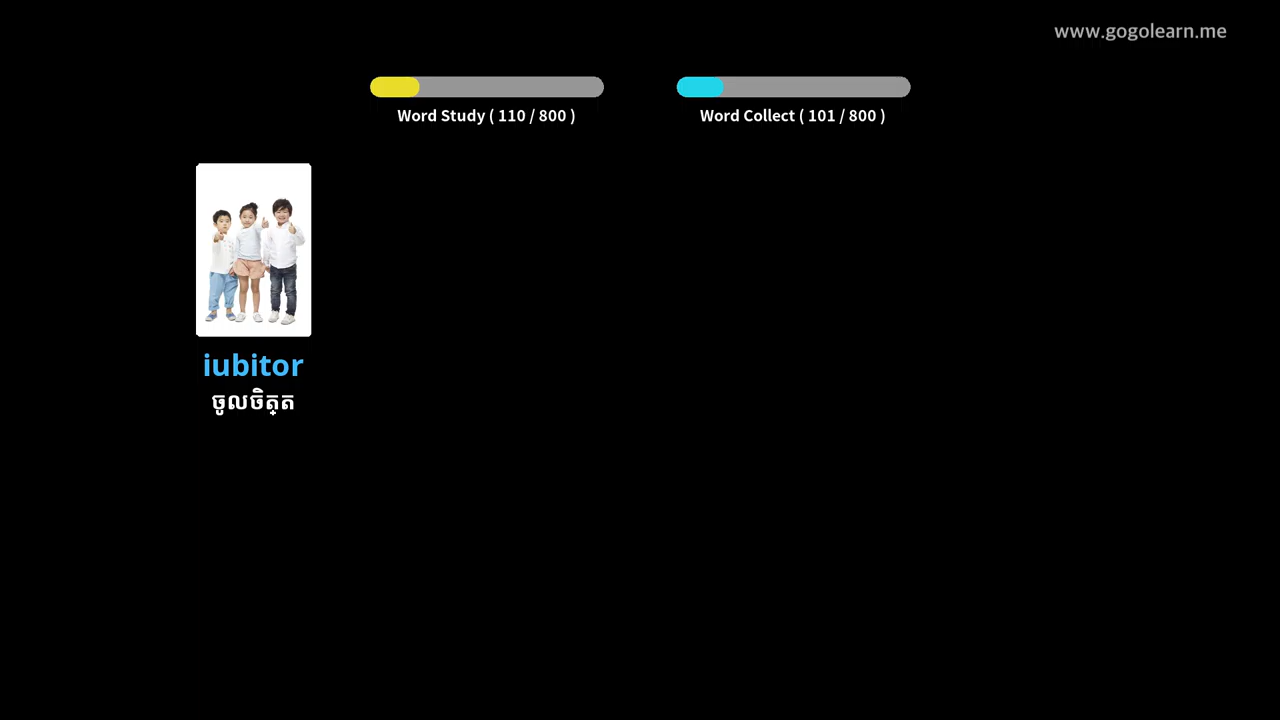 www.gogolearn.me
Word Study ( 110 / 800 )
Word Collect ( 101 / 800 )
iubitor
ចូលចិត្ត